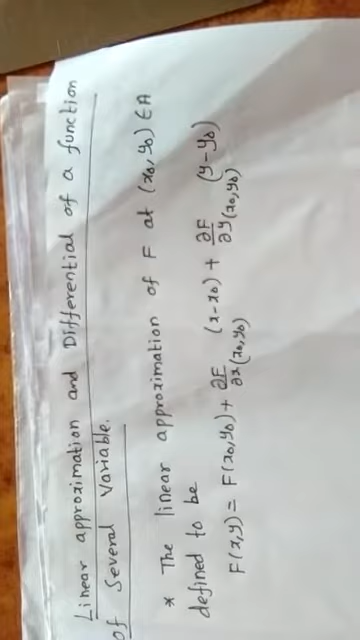 Linear approximation and Differential of a function
of Several Variable.
* The linear approximation of F at (x₀, y₀) ∈ A
defined to be
F(x,y) = F(x₀,y₀) + ∂F/∂x (x₀,y₀) (x-x₀) + ∂F/∂y (x₀,y₀) (y-y₀)